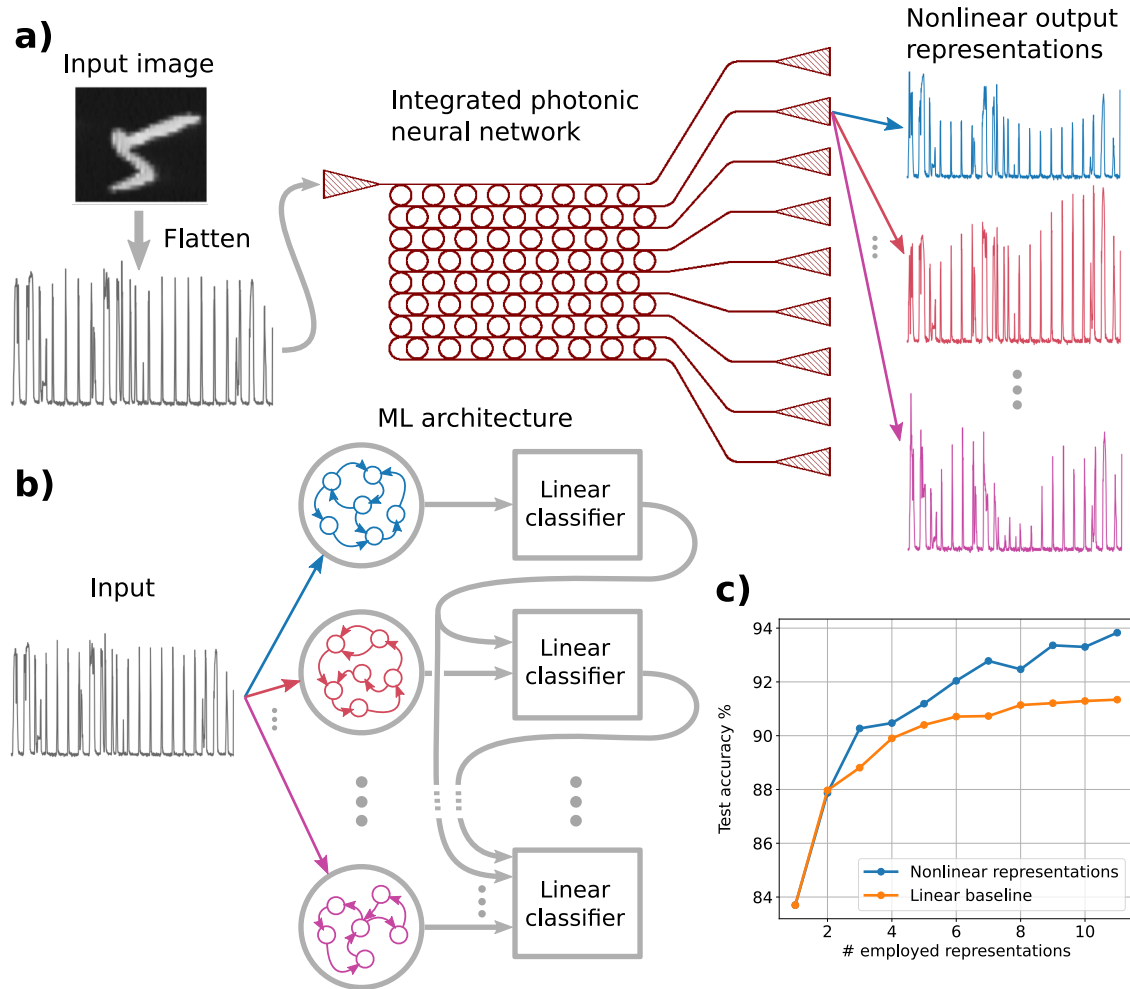 a)
Input image
Flatten
Integrated photonic
neural network
Nonlinear output
representations
b)
ML architecture
Input
Linear
classifier
Linear
classifier
Linear
classifier
c)
Test accuracy %
94
92
90
88
86
84
Nonlinear representations
Linear baseline
2 4 6 8 10
# employed representations